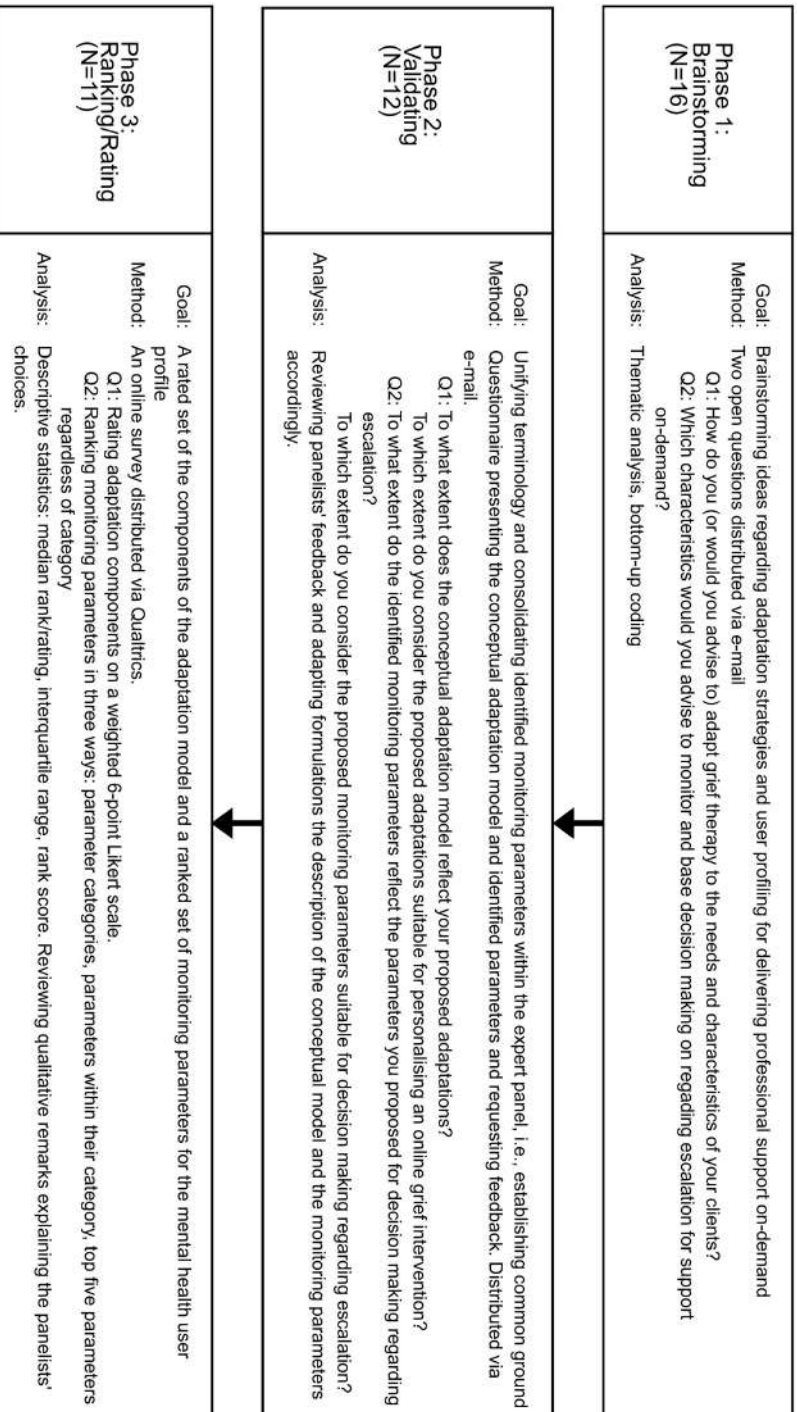 Phase 1:
Brainstorming
(N=16)
Goal: Brainstorming ideas regarding adaptation strategies and user profiling for delivering professional support on-demand
Method: Two open questions distributed via e-mail
Q1: How do you (or would you advise to) adapt grief therapy to the needs and characteristics of your clients?
Q2: Which characteristics would you advise to monitor and base decision making on regading escalation for support
on-demand?
Analysis: Thematic analysis, bottom-up coding
Phase 2:
Validating
(N=12)
Goal: Unifying terminology and consolidating identified monitoring parameters within the expert panel, i.e., establishing common ground
Method: Questionnaire presenting the conceptual adaptation model and identified parameters and requesting feedback. Distributed via
e-mail.
Q1: To what extent does the conceptual adaptation model reflect your proposed adaptations?
To which extent do you consider the proposed adaptations suitable for personalising an online grief intervention?
Q2: To what extent do the identified monitoring parameters reflect the parameters you proposed for decision making regarding
escalation?
To which extent do you consider the proposed monitoring parameters suitable for decision making regarding escalation?
Analysis: Reviewing panelists' feedback and adapting formulations the description of the conceptual model and the monitoring parameters
accordingly.
Phase 3:
Ranking/Rating
(N=11)
Goal: A rated set of the components of the adaptation model and a ranked set of monitoring parameters for the mental health user
profile
Method: An online survey distributed via Qualtrics.
Q1: Rating adaptation components on a weighted 6-point Likert scale.
Q2: Ranking monitoring parameters in three ways: parameter categories, parameters within their category, top five parameters
regardless of category
Analysis: Descriptive statistics: median rank/rating, interquartile range, rank score. Reviewing qualitative remarks explaining the panelists'
choices.